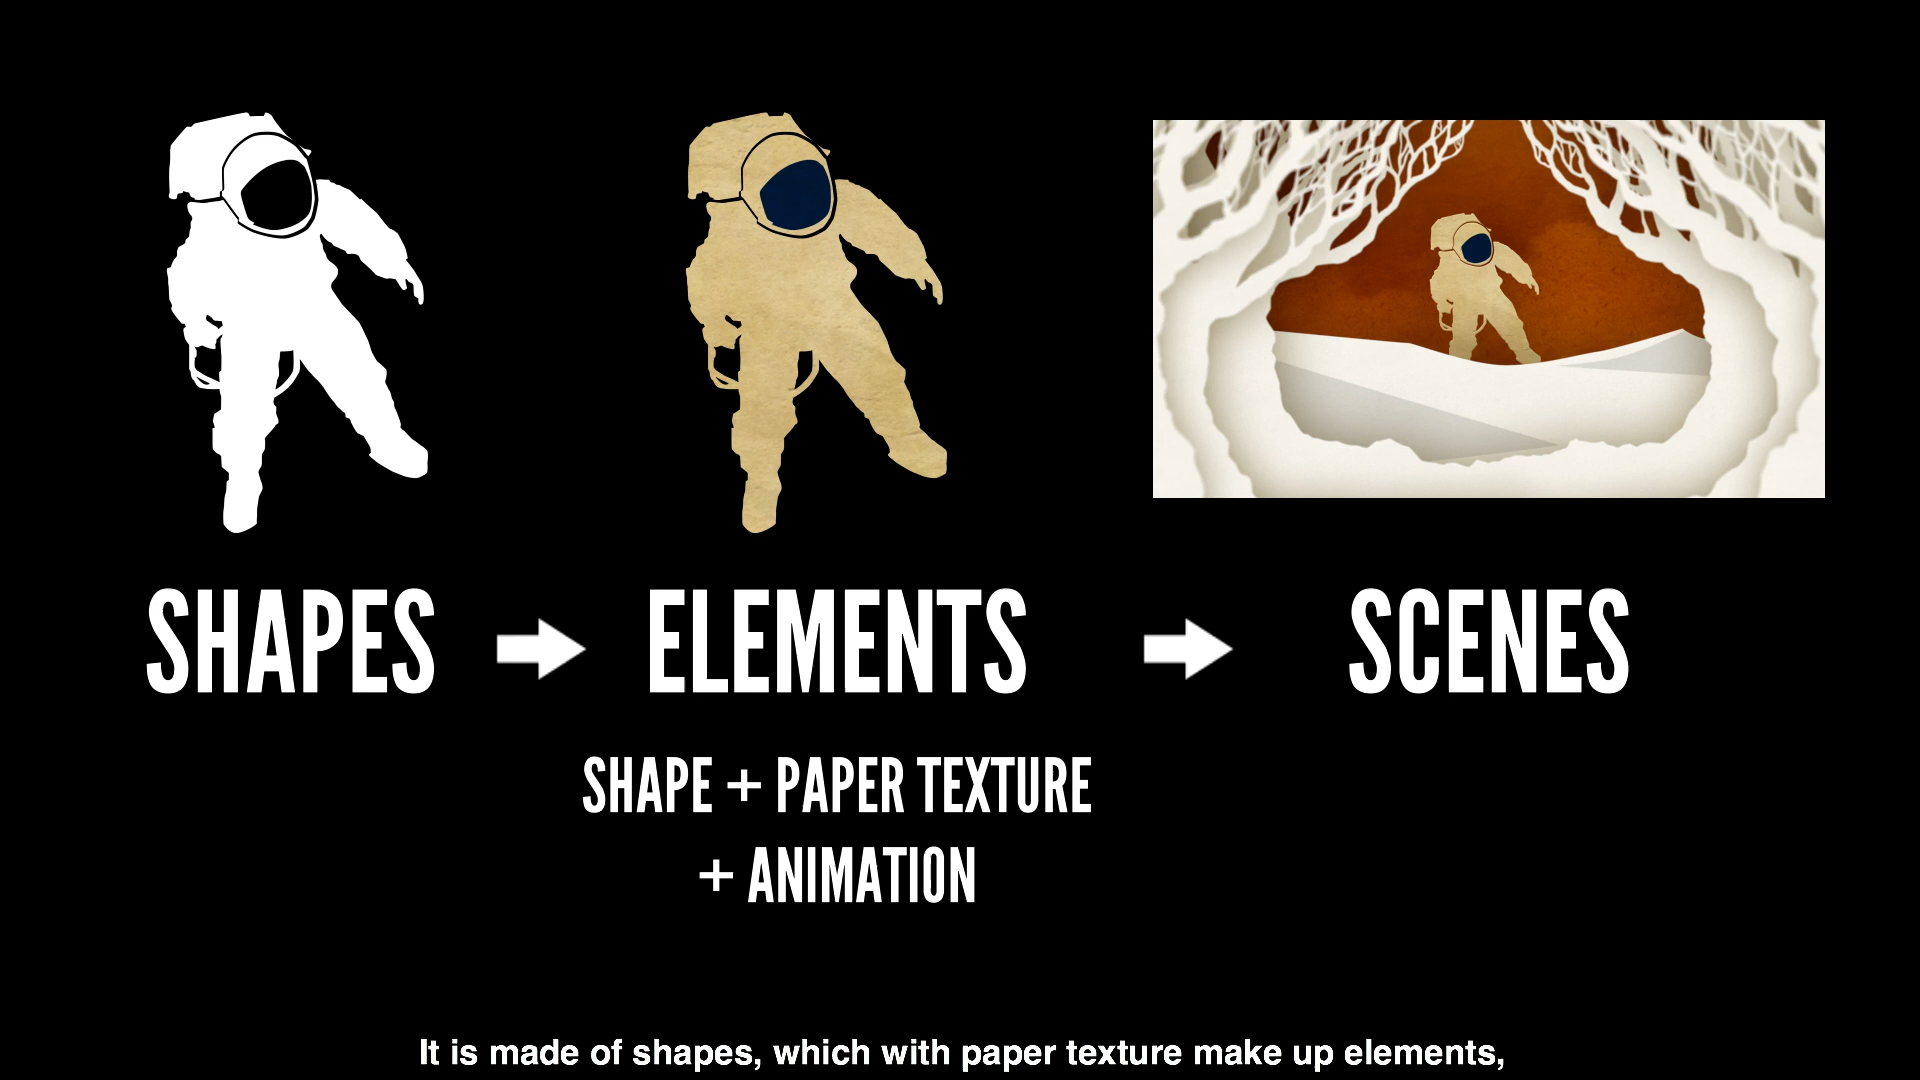 SHAPES
ELEMENTS
SCENES
SHAPE + PAPER TEXTURE
+ ANIMATION
It is made of shapes, which with paper texture make up elements,